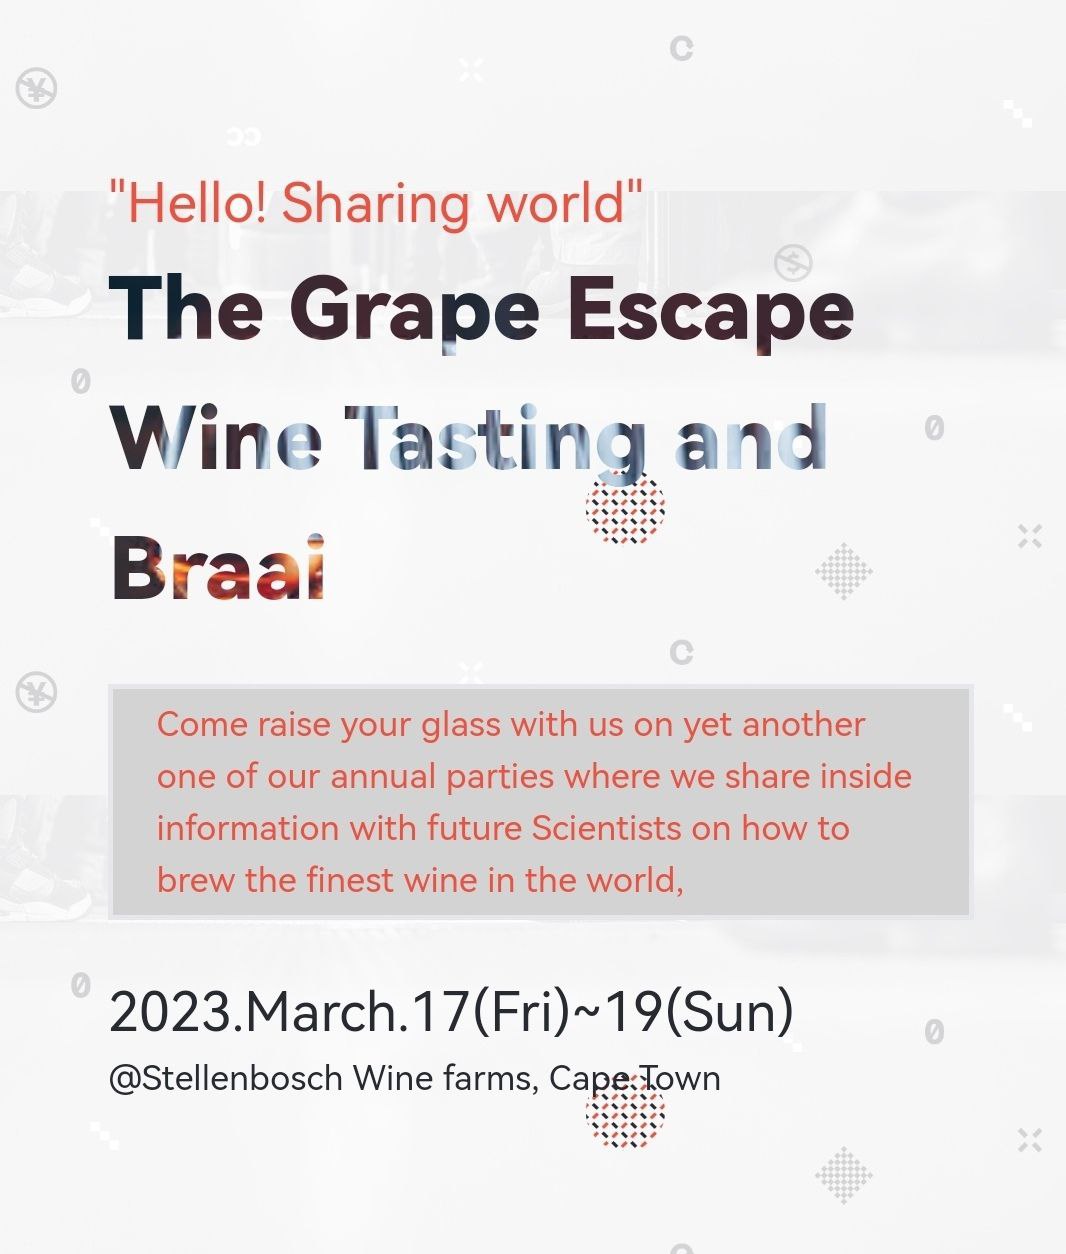 "Hello! Sharing world"
The Grape Escape
Wine Tasting and
Braai
Come raise your glass with us on yet another
one of our annual parties where we share inside
information with future Scientists on how to
brew the finest wine in the world,
2023.March.17(Fri)~19(Sun)
@Stellenbosch Wine farms, Cape Town